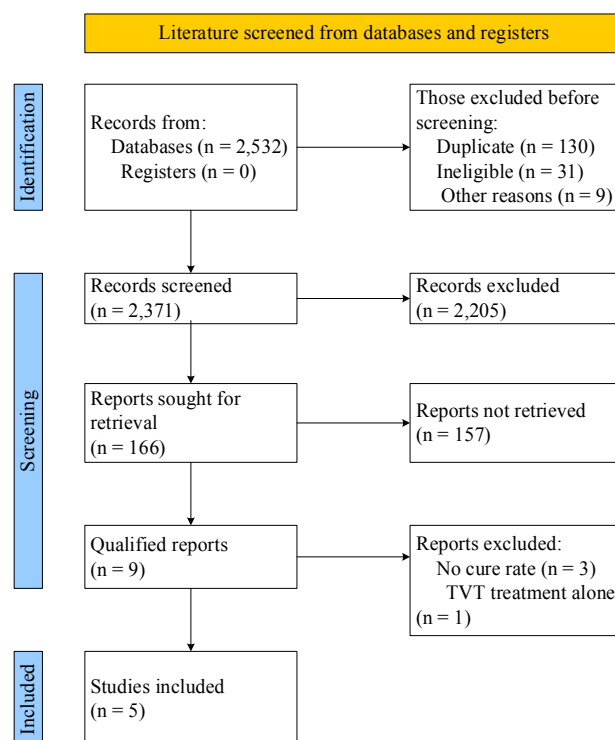 Literature screened from databases and registers
Identification
Records from:
Databases (n = 2,532)
Registers (n = 0)
Those excluded before
screening:
Duplicate (n = 130)
Ineligible (n = 31)
Other reasons (n = 9)
Screening
Records screened
(n = 2,371)
Records excluded
(n = 2,205)
Reports sought for
retrieval
(n = 166)
Reports not retrieved
(n = 157)
Qualified reports
(n = 9)
Reports excluded:
No cure rate (n = 3)
TVT treatment alone
(n = 1)
Included
Studies included
(n = 5)